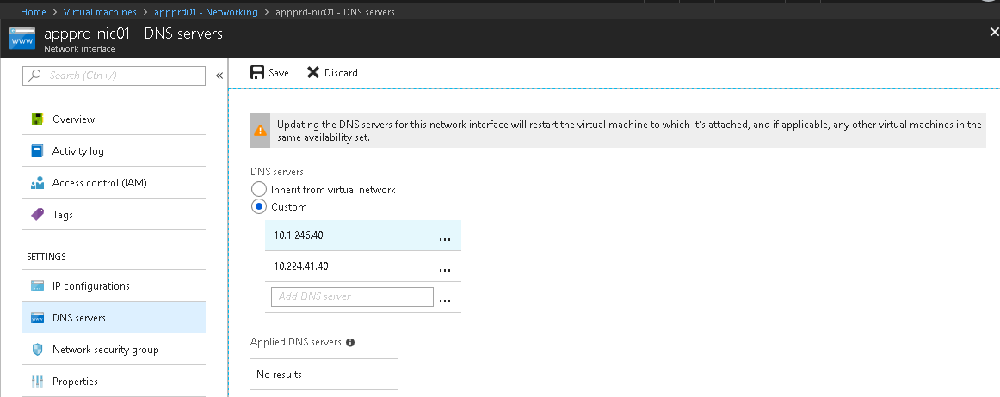 Home > Virtual machines > appprd01 - Networking > appprd-nic01 - DNS servers
www
appprd-nic01 - DNS servers
Network interface
Search (Ctrl+/)
Overview
Activity log
Access control (IAM)
Tags
SETTINGS
IP configurations
DNS servers
Network security group
Properties
Save
Discard
Updating the DNS servers for this network interface will restart the virtual machine to which it's attached, and if applicable, any other virtual machines in the
same availability set.
DNS servers
Inherit from virtual network
Custom
10.1.246.40 ...
10.224.41.40 ...
Add DNS server ...
Applied DNS servers
No results